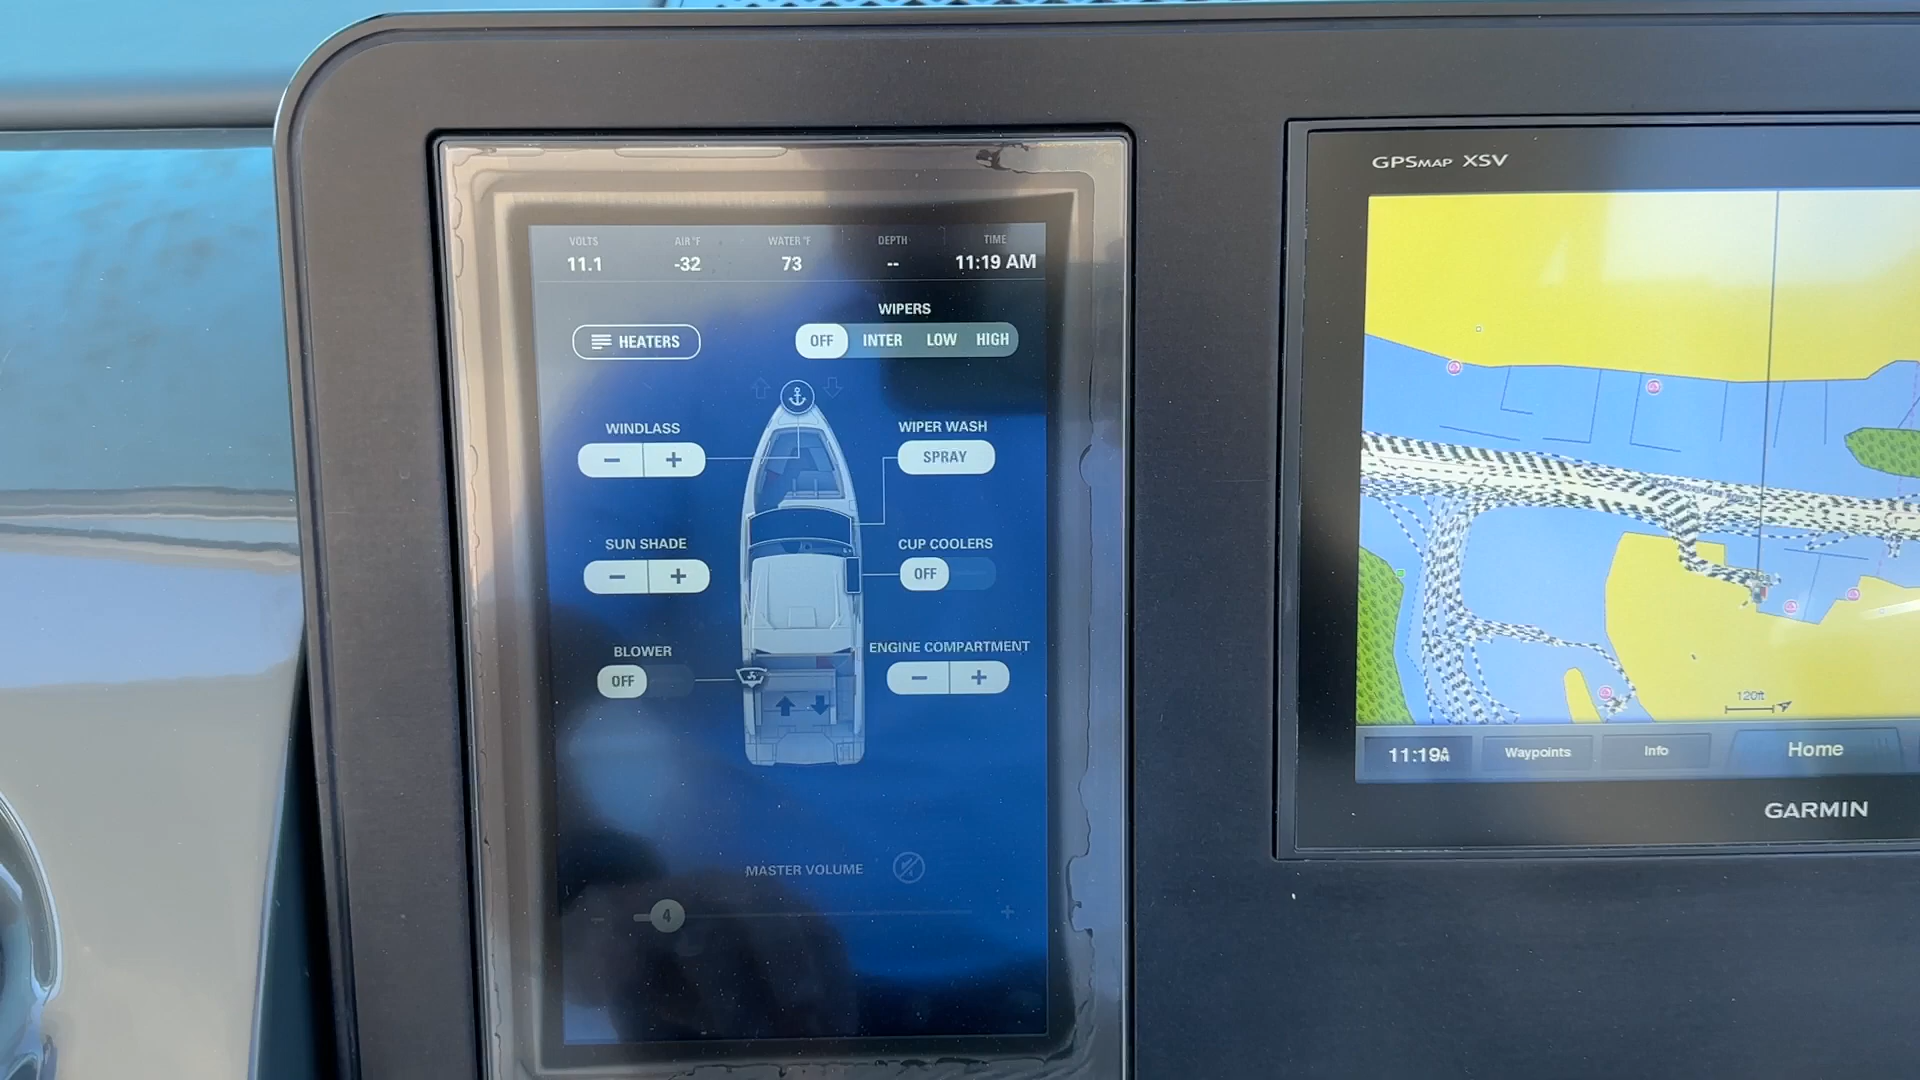 VOLTS AIR °F WATER °F DEPTH TIME
11.1 -32 73 -- 11:19 AM
WIPERS
HEATERS
OFF INTER LOW HIGH
WINDLASS
- +
WIPER WASH
SPRAY
SUN SHADE
- +
CUP COOLERS
OFF
BLOWER
OFF
ENGINE COMPARTMENT
- +
MASTER VOLUME
- 4 +
GPSMAP XSV
120ft
11:19AM Waypoints Info Home
GARMIN